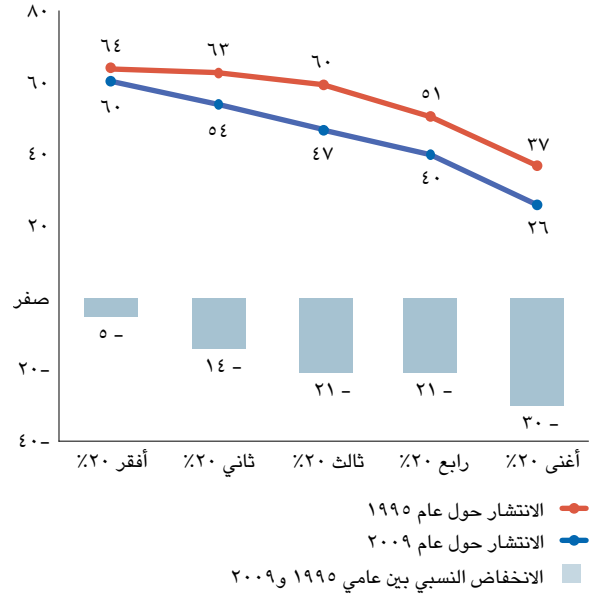 ٨٠
٦٠
٤٠
٢٠
صفر
–٢٠
–٤٠
٦٤
٦٣
٦٠
٥١
٣٧
٦٠
٥٤
٤٧
٤٠
٢٦
– ٥
– ١٤
– ٢١
– ٢١
– ٣٠
أفقر ٢٠٪
ثاني ٢٠٪
ثالث ٢٠٪
رابع ٢٠٪
أغنى ٢٠٪
الانتشار حول عام ١٩٩٥
الانتشار حول عام ٢٠٠٩
الانخفاض النسبي بين عامي ١٩٩٥ و٢٠٠٩